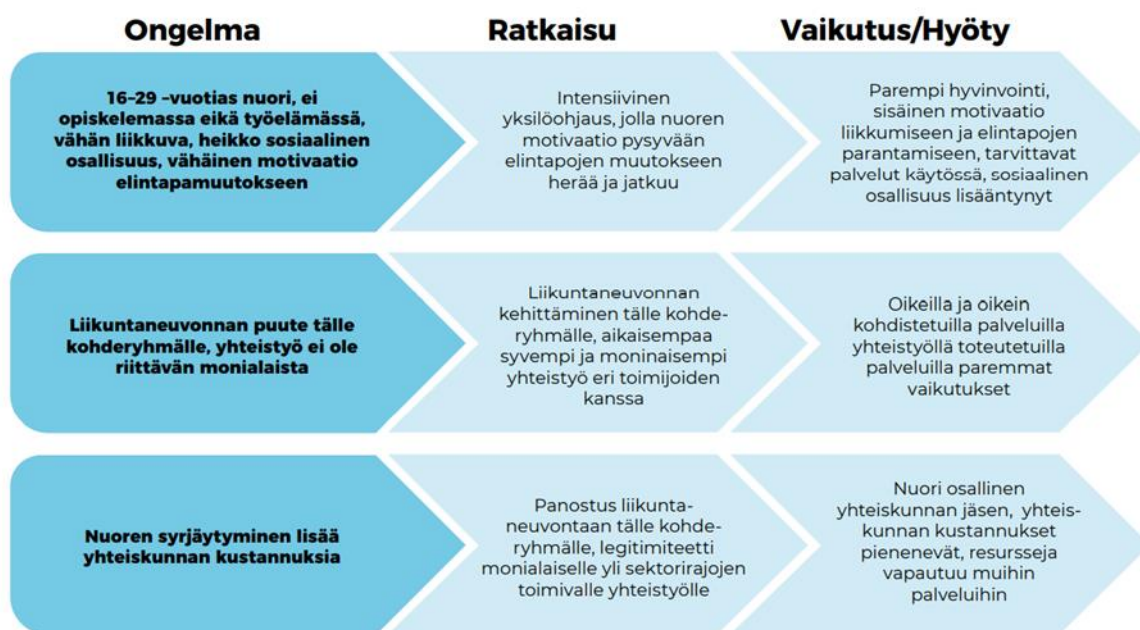 Ongelma
Ratkaisu
Vaikutus/Hyöty
16–29 –vuotias nuori, ei
opiskelemassa eikä työelämässä,
vähän liikkuva, heikko sosiaalinen
osallisuus, vähäinen motivaatio
elintapamuutokseen
Intensiivinen
yksilöohjaus, jolla nuoren
motivaatio pysyvään
elintapojen muutokseen
herää ja jatkuu
Parempi hyvinvointi,
sisäinen motivaatio
liikkumiseen ja elintapojen
parantamiseen, tarvittavat
palvelut käytössä, sosiaalinen
osallisuus lisääntynyt
Liikuntaneuvonnan puute tälle
kohderyhmälle, yhteistyö ei ole
riittävän monialaista
Liikuntaneuvonnan
kehittäminen tälle kohde-
ryhmälle, aikaisempaa
syvempi ja moninaisempi
yhteistyö eri toimijoiden
kanssa
Oikeilla ja oikein
kohdistetuilla palveluilla
yhteistyöllä toteutetuilla
palveluilla paremmat
vaikutukset
Nuoren syrjäytyminen lisää
yhteiskunnan kustannuksia
Panostus liikunta-
neuvontaan tälle kohde-
ryhmälle, legitimiteetti
monialaiselle yli sektorirajojen
toimivalle yhteistyölle
Nuori osallinen
yhteiskunnan jäsen, yhteis-
kunnan kustannukset
pienenevät, resursseja
vapautuu muihin
palveluihin